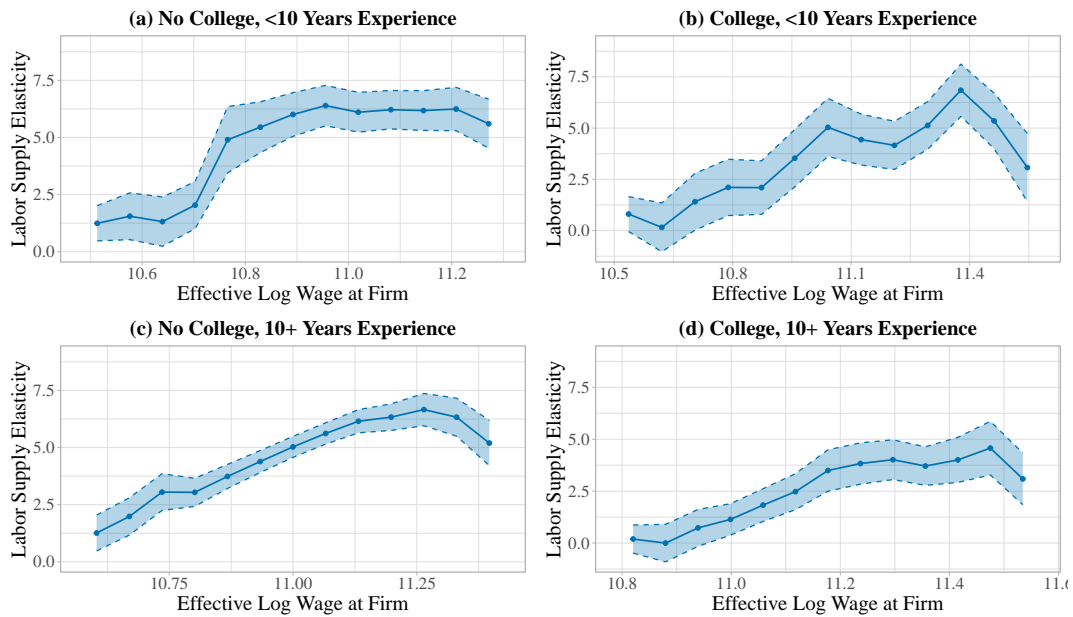 (a) No College, <10 Years Experience
Labor Supply Elasticity
7.5
5.0
2.5
0.0
10.6 10.8 11.0 11.2
Effective Log Wage at Firm
(b) College, <10 Years Experience
Labor Supply Elasticity
7.5
5.0
2.5
0.0
10.5 10.8 11.1 11.4
Effective Log Wage at Firm
(c) No College, 10+ Years Experience
Labor Supply Elasticity
7.5
5.0
2.5
0.0
10.75 11.00 11.25
Effective Log Wage at Firm
(d) College, 10+ Years Experience
Labor Supply Elasticity
7.5
5.0
2.5
0.0
10.8 11.0 11.2 11.4 11.6
Effective Log Wage at Firm